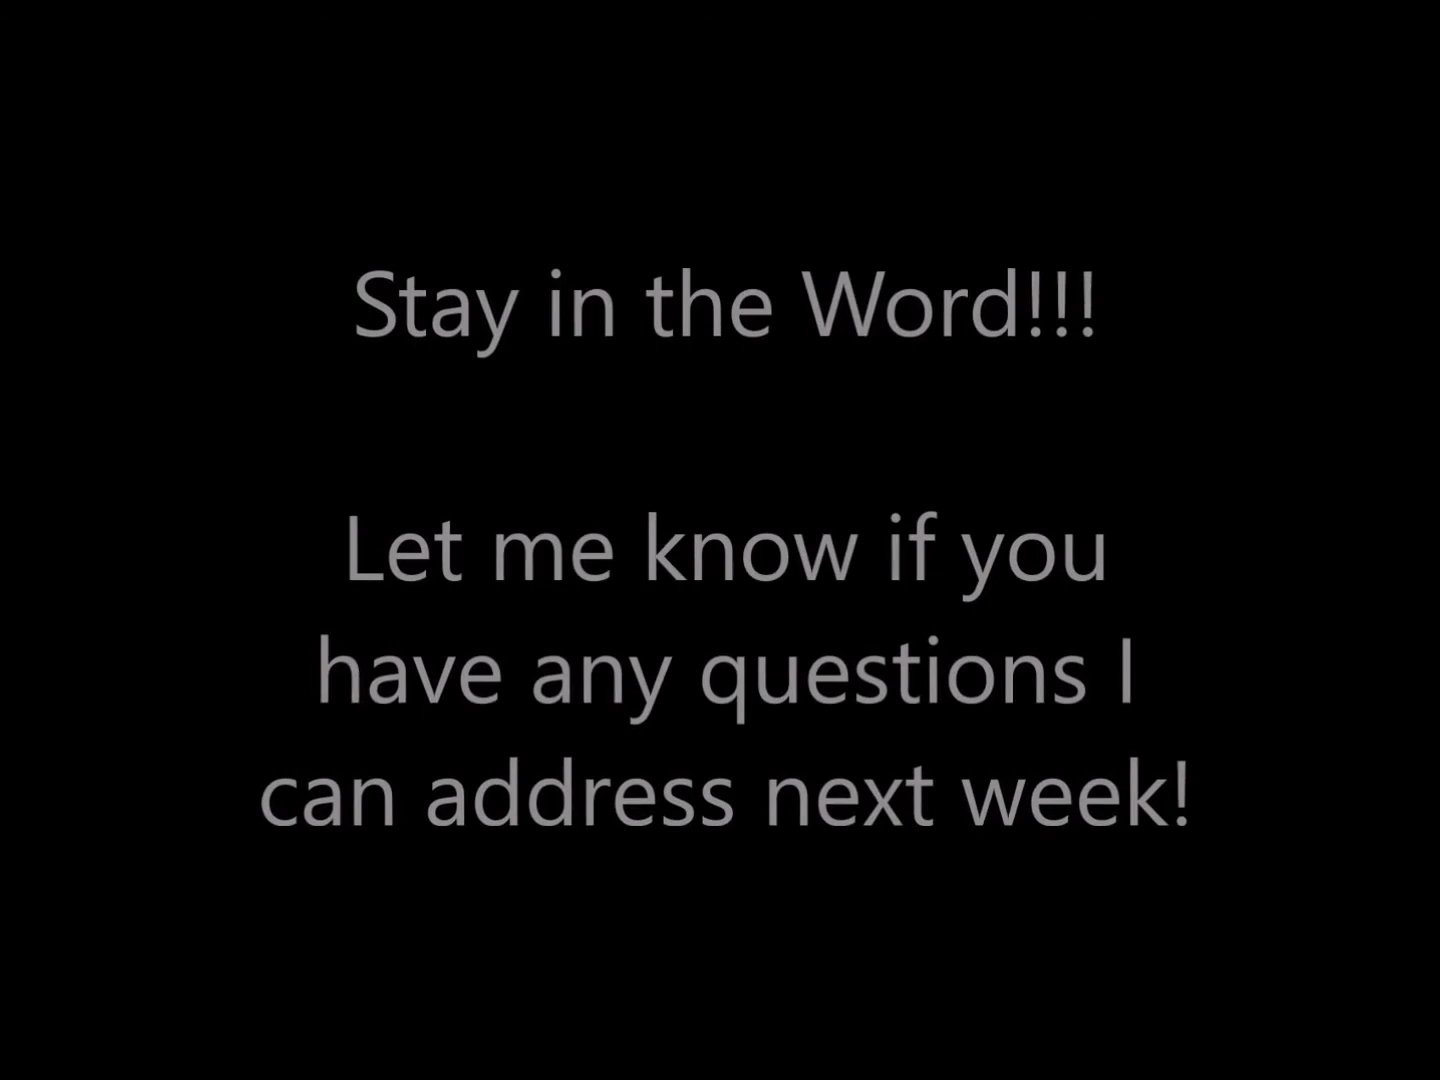 Stay in the Word!!!
Let me know if you
have any questions I
can address next week!